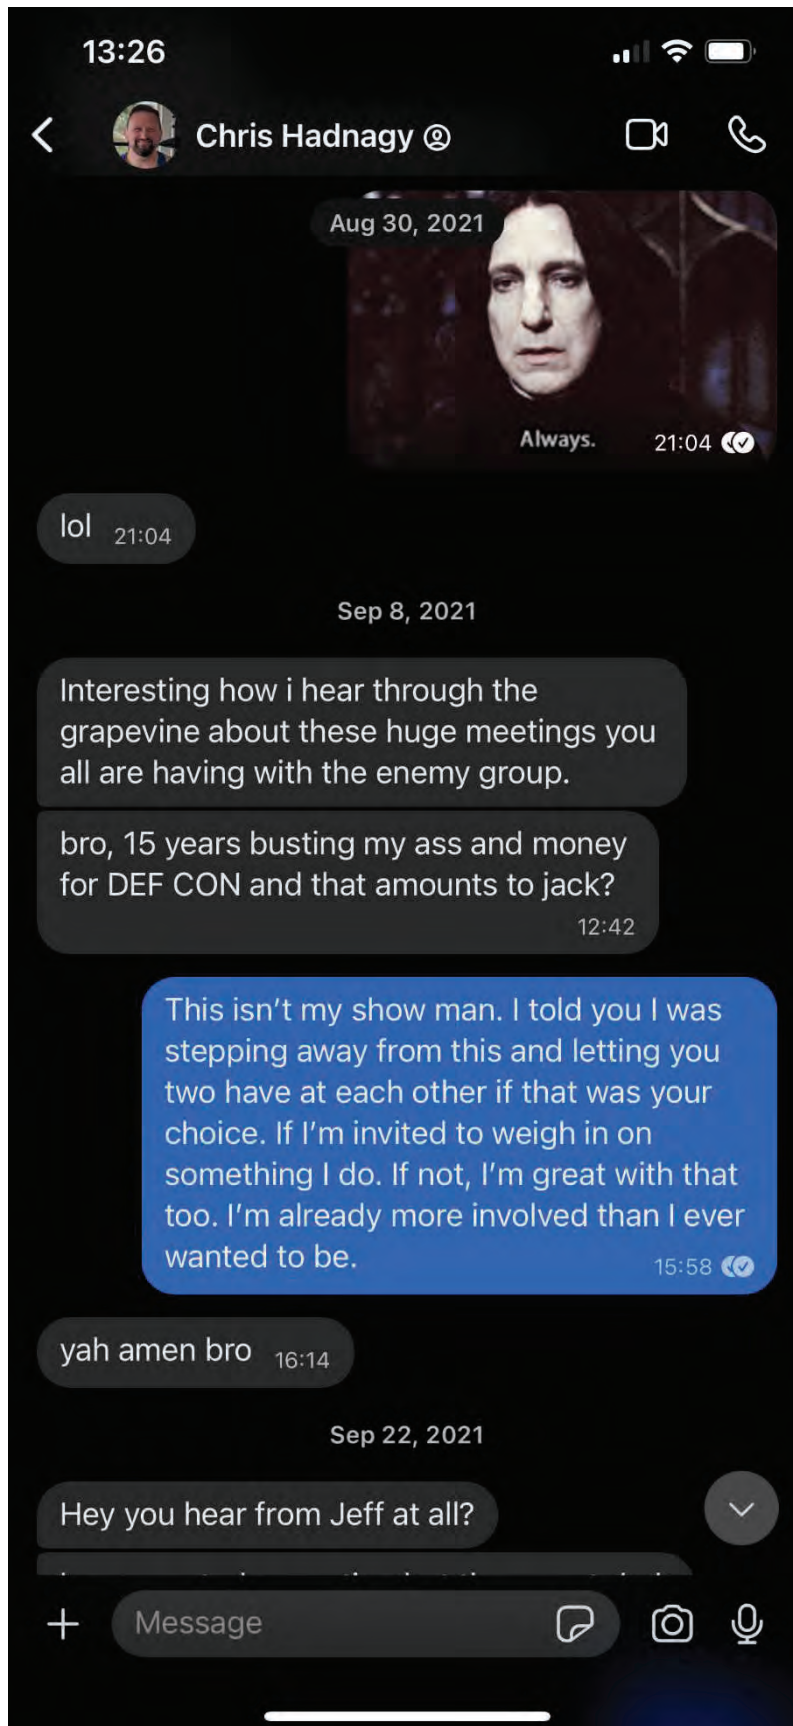 13:26
Chris Hadnagy
Aug 30, 2021
Always.
21:04
lol 21:04
Sep 8, 2021
Interesting how i hear through the
grapevine about these huge meetings you
all are having with the enemy group.
bro, 15 years busting my ass and money
for DEF CON and that amounts to jack?
12:42
This isn't my show man. I told you I was
stepping away from this and letting you
two have at each other if that was your
choice. If I'm invited to weigh in on
something I do. If not, I'm great with that
too. I'm already more involved than I ever
wanted to be.
15:58
yah amen bro 16:14
Sep 22, 2021
Hey you hear from Jeff at all?
Message